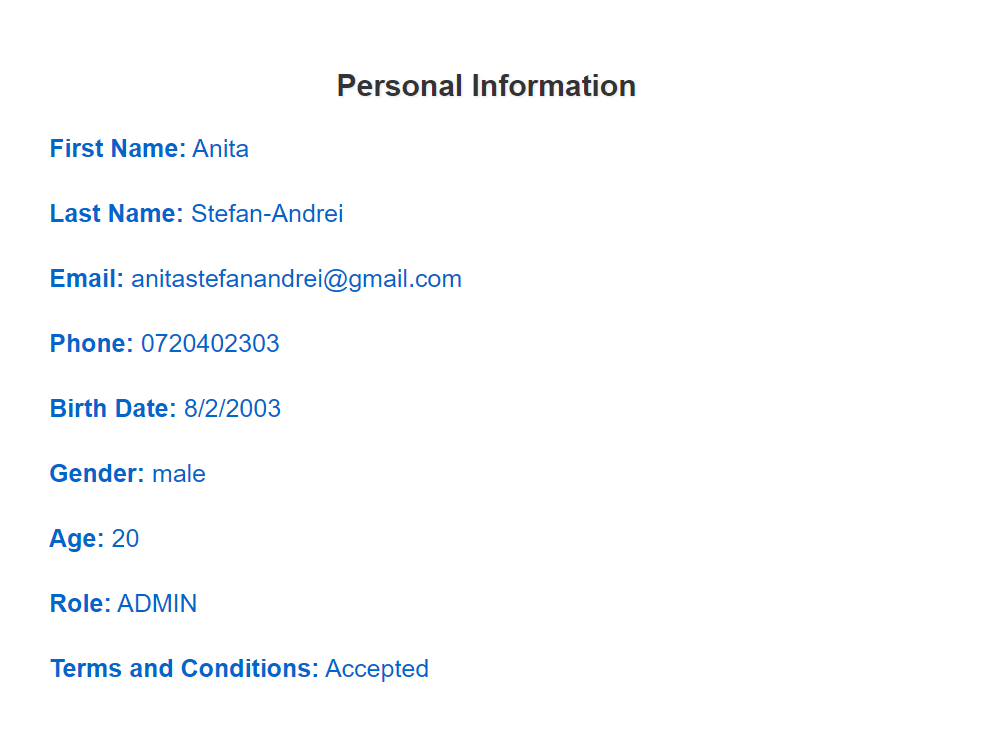 Personal Information
First Name: Anita
Last Name: Stefan-Andrei
Email: anitastefanandrei@gmail.com
Phone: 0720402303
Birth Date: 8/2/2003
Gender: male
Age: 20
Role: ADMIN
Terms and Conditions: Accepted